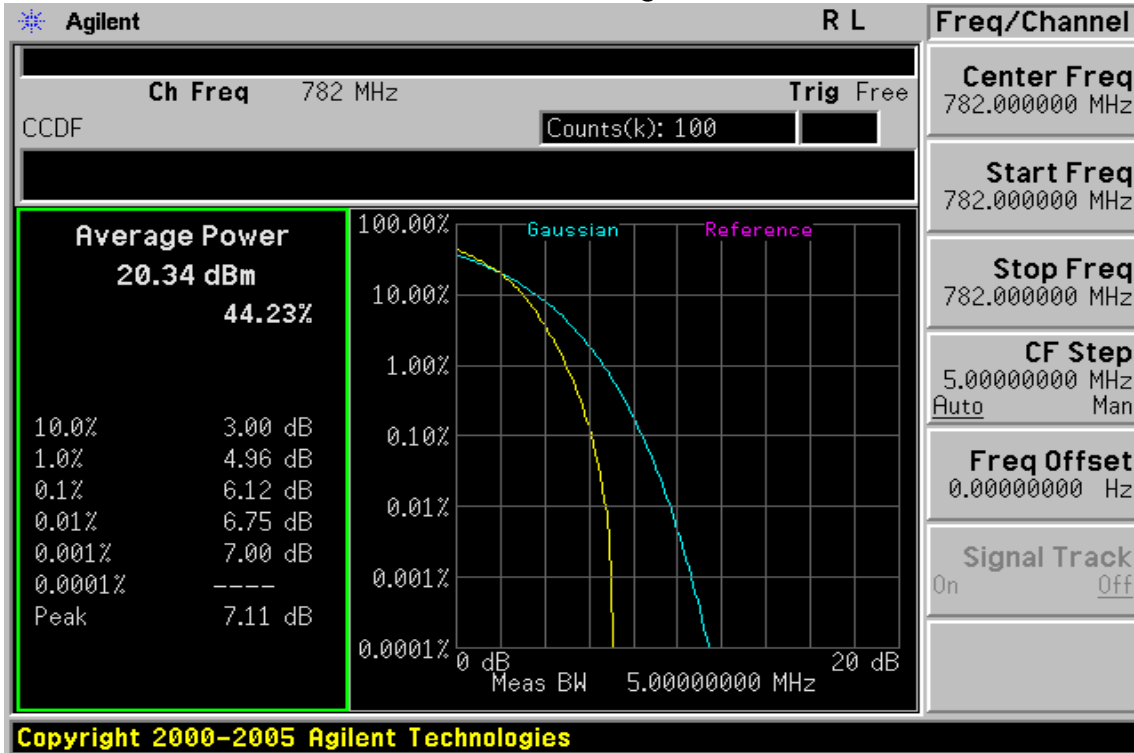 Agilent
R L
Freq/Channel
Ch Freq 782 MHz
Trig Free
CCDF
Counts(k): 100
Center Freq
782.000000 MHz
Start Freq
782.000000 MHz
Stop Freq
782.000000 MHz
CF Step
5.00000000 MHz
Auto Man
Freq Offset
0.00000000 Hz
Signal Track
On Off
Average Power
20.34 dBm
44.23%
10.0% 3.00 dB
1.0% 4.96 dB
0.1% 6.12 dB
0.01% 6.75 dB
0.001% 7.00 dB
0.0001% ----
Peak 7.11 dB
Gaussian Reference
100.00%
10.00%
1.00%
0.10%
0.01%
0.001%
0.0001%
0 dB 20 dB
Meas BW 5.00000000 MHz
Copyright 2000-2005 Agilent Technologies